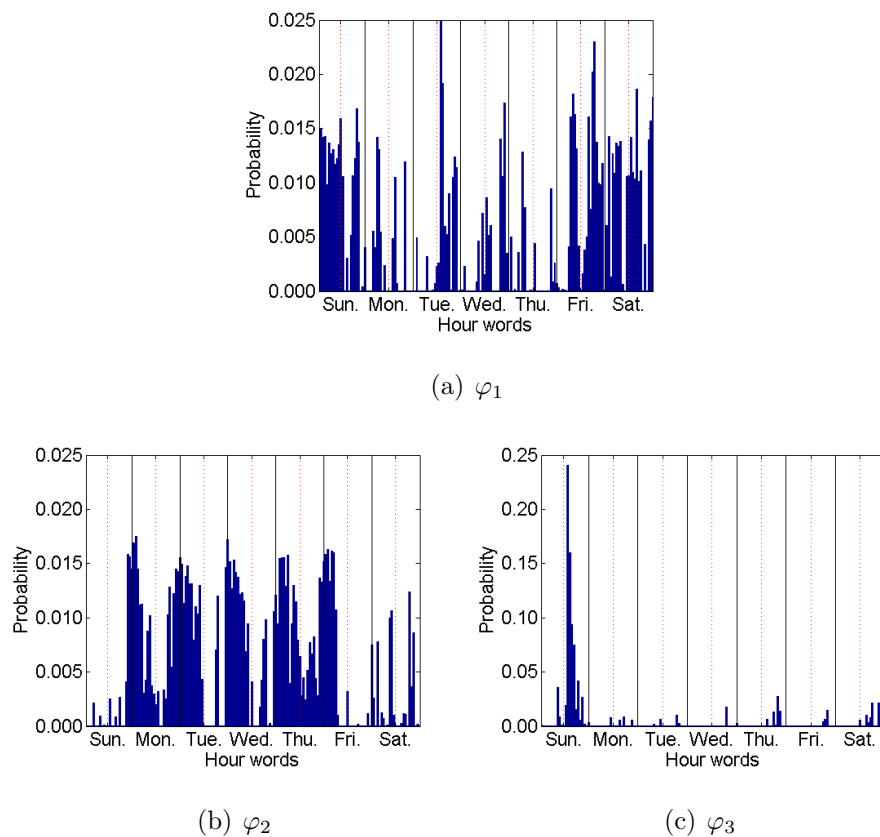 0.025
0.020
0.015
0.010
0.005
0.000
Probability
Sun. Mon. Tue. Wed. Thu. Fri. Sat.
Hour words
(a) φ1
0.025
0.020
0.015
0.010
0.005
0.000
Probability
Sun. Mon. Tue. Wed. Thu. Fri. Sat.
Hour words
(b) φ2
0.25
0.20
0.15
0.10
0.05
0.00
Probability
Sun. Mon. Tue. Wed. Thu. Fri. Sat.
Hour words
(c) φ3